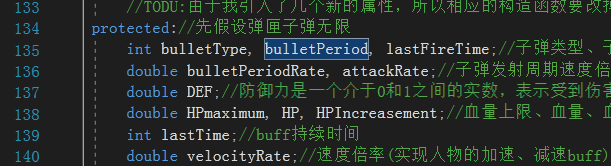 133 //TODU:由于我引入了几个新的属性，所以相应的构造函数要改掉
134 protected://先假设弹匣子弹无限
135 int bulletType, bulletPeriod, lastFireTime;//子弹类型、子
136 double bulletPeriodRate, attackRate;//子弹发射周期速度倍
137 double DEF;//防御力是一个介于0和1之间的实数，表示受到伤害
138 double HPmaximum, HP, HPIncreasement;//血量上限、血量、血
139 int lastTime;//buff持续时间
140 double velocityRate;//速度倍率(实现人物的加速、减速buff)